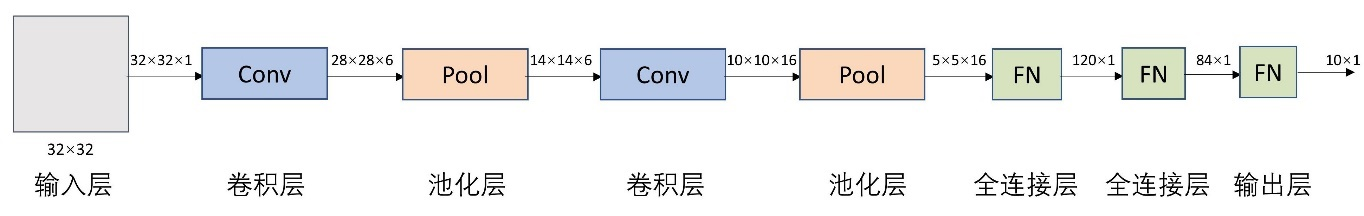 32×32×1
Conv
28×28×6
Pool
14×14×6
Conv
10×10×16
Pool
5×5×16
FN
120×1
FN
84×1
FN
10×1
32×32
输入层
卷积层
池化层
卷积层
池化层
全连接层
全连接层
输出层